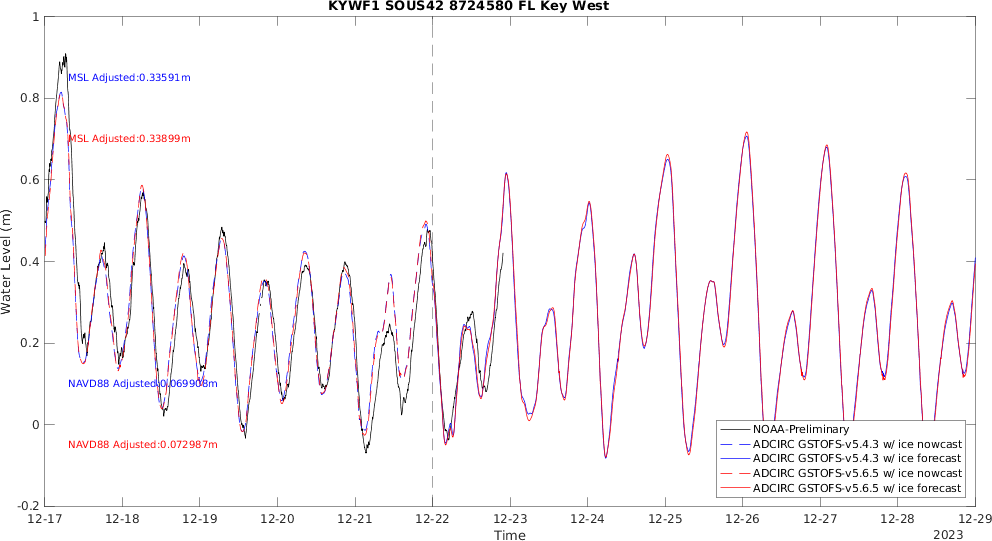 KYWF1 SOUS42 8724580 FL Key West
1
0.8
0.6
0.4
0.2
0
-0.2
Water Level (m)
MSL Adjusted:0.33591m
MSL Adjusted:0.33899m
NAVD88 Adjusted:0.069908m
NAVD88 Adjusted:0.072987m
NOAA-Preliminary
ADCIRC GSTOFS-v5.4.3 w/ ice nowcast
ADCIRC GSTOFS-v5.4.3 w/ ice forecast
ADCIRC GSTOFS-v5.6.5 w/ ice nowcast
ADCIRC GSTOFS-v5.6.5 w/ ice forecast
12-17 12-18 12-19 12-20 12-21 12-22 12-23 12-24 12-25 12-26 12-27 12-28 12-29
Time
2023